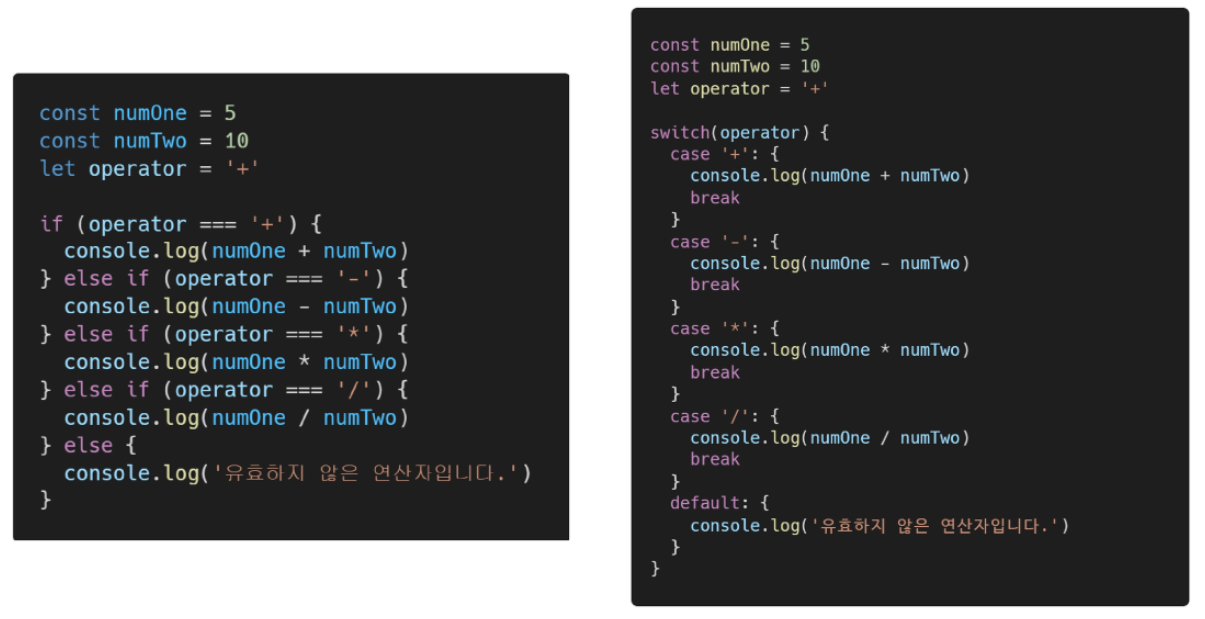 const numOne = 5
const numTwo = 10
let operator = '+'
if (operator === '+') {
  console.log(numOne + numTwo)
} else if (operator === '-') {
  console.log(numOne - numTwo)
} else if (operator === '*') {
  console.log(numOne * numTwo)
} else if (operator === '/') {
  console.log(numOne / numTwo)
} else {
  console.log('유효하지 않은 연산자입니다.')
}
const numOne = 5
const numTwo = 10
let operator = '+'
switch(operator) {
  case '+': {
    console.log(numOne + numTwo)
    break
  }
  case '-': {
    console.log(numOne - numTwo)
    break
  }
  case '*': {
    console.log(numOne * numTwo)
    break
  }
  case '/': {
    console.log(numOne / numTwo)
    break
  }
  default: {
    console.log('유효하지 않은 연산자입니다.')
  }
}